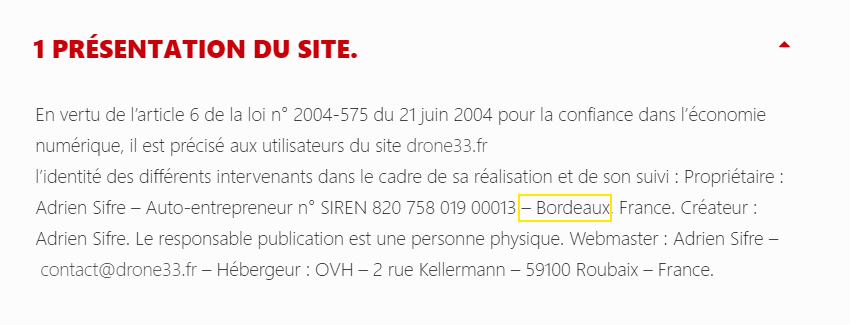 1 PRÉSENTATION DU SITE.
En vertu de l’article 6 de la loi n° 2004-575 du 21 juin 2004 pour la confiance dans l’économie
numérique, il est précisé aux utilisateurs du site drone33.fr
l’identité des différents intervenants dans le cadre de sa réalisation et de son suivi : Propriétaire :
Adrien Sifre – Auto-entrepreneur n° SIREN 820 758 019 00013 – Bordeaux. France. Créateur :
Adrien Sifre. Le responsable publication est une personne physique. Webmaster : Adrien Sifre –
contact@drone33.fr – Hébergeur : OVH – 2 rue Kellermann – 59100 Roubaix – France.